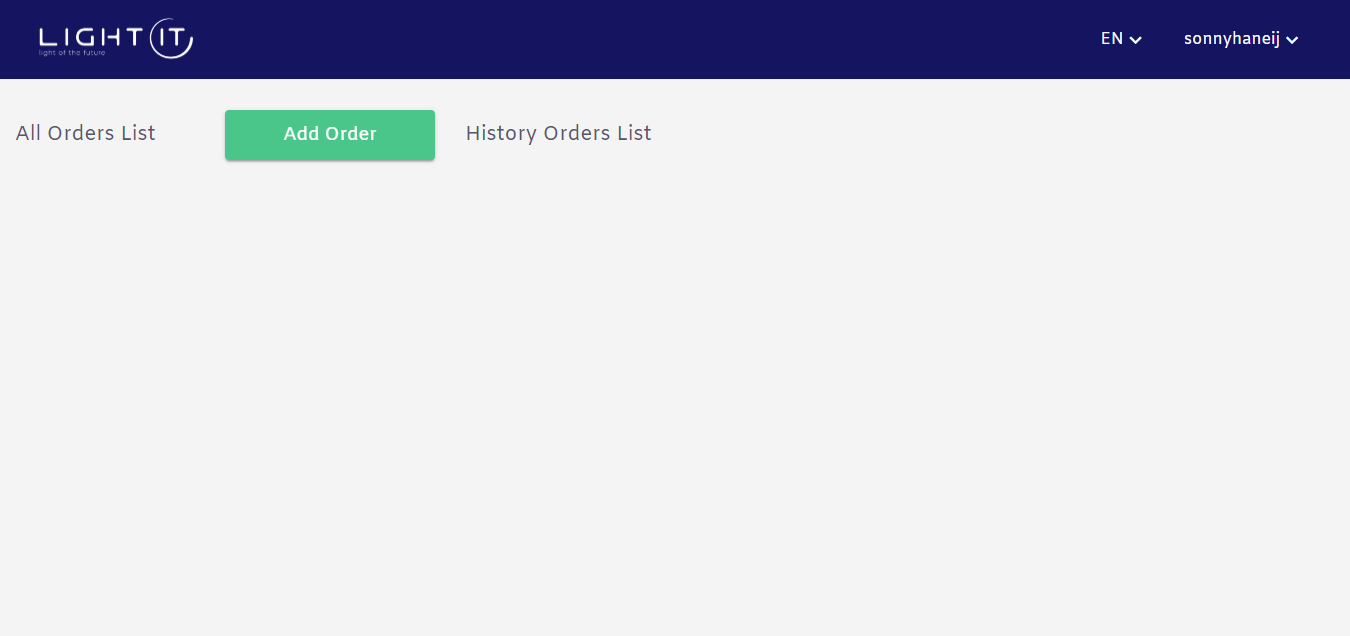 LIGHT IT
light of the future
EN
sonnyhaneij
All Orders List
Add Order
History Orders List